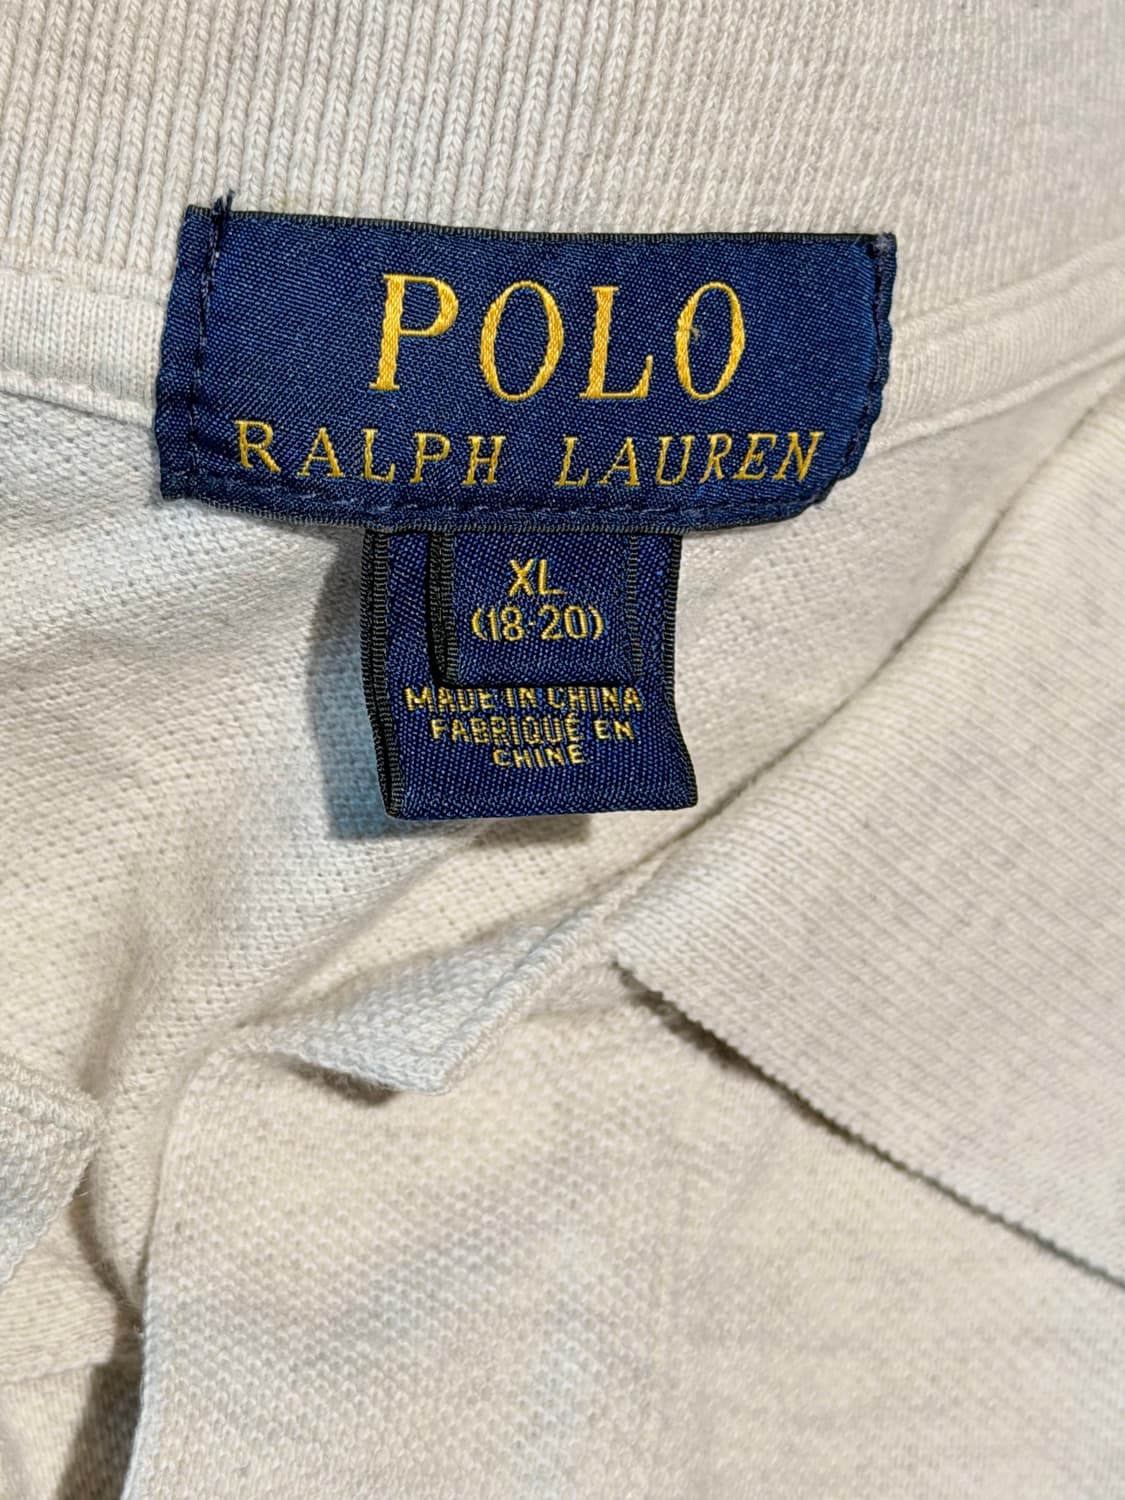 POLO
RALPH LAUREN
XL
(18-20)
MADE IN CHINA
FABRIQUÉ EN
CHINE